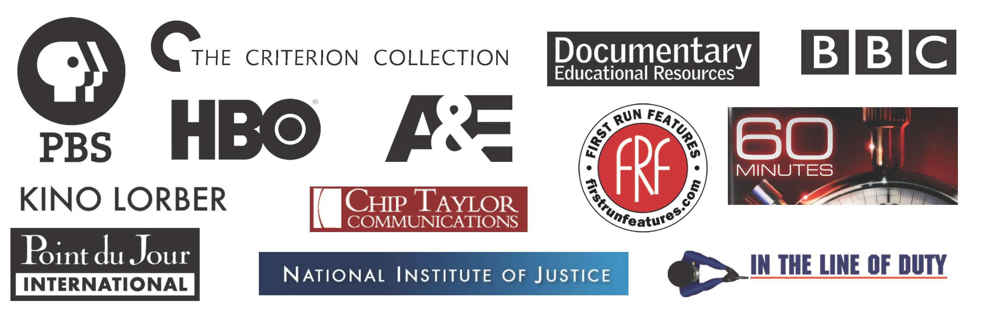 THE CRITERION COLLECTION
Documentary
Educational Resources
BBC
PBS
HBO®
A&E
FIRST RUN FEATURES
FRF
firstrunfeatures.com
60
MINUTES
KINO LORBER
CHIP TAYLOR
COMMUNICATIONS
Point du Jour
INTERNATIONAL
NATIONAL INSTITUTE OF JUSTICE
IN THE LINE OF DUTY